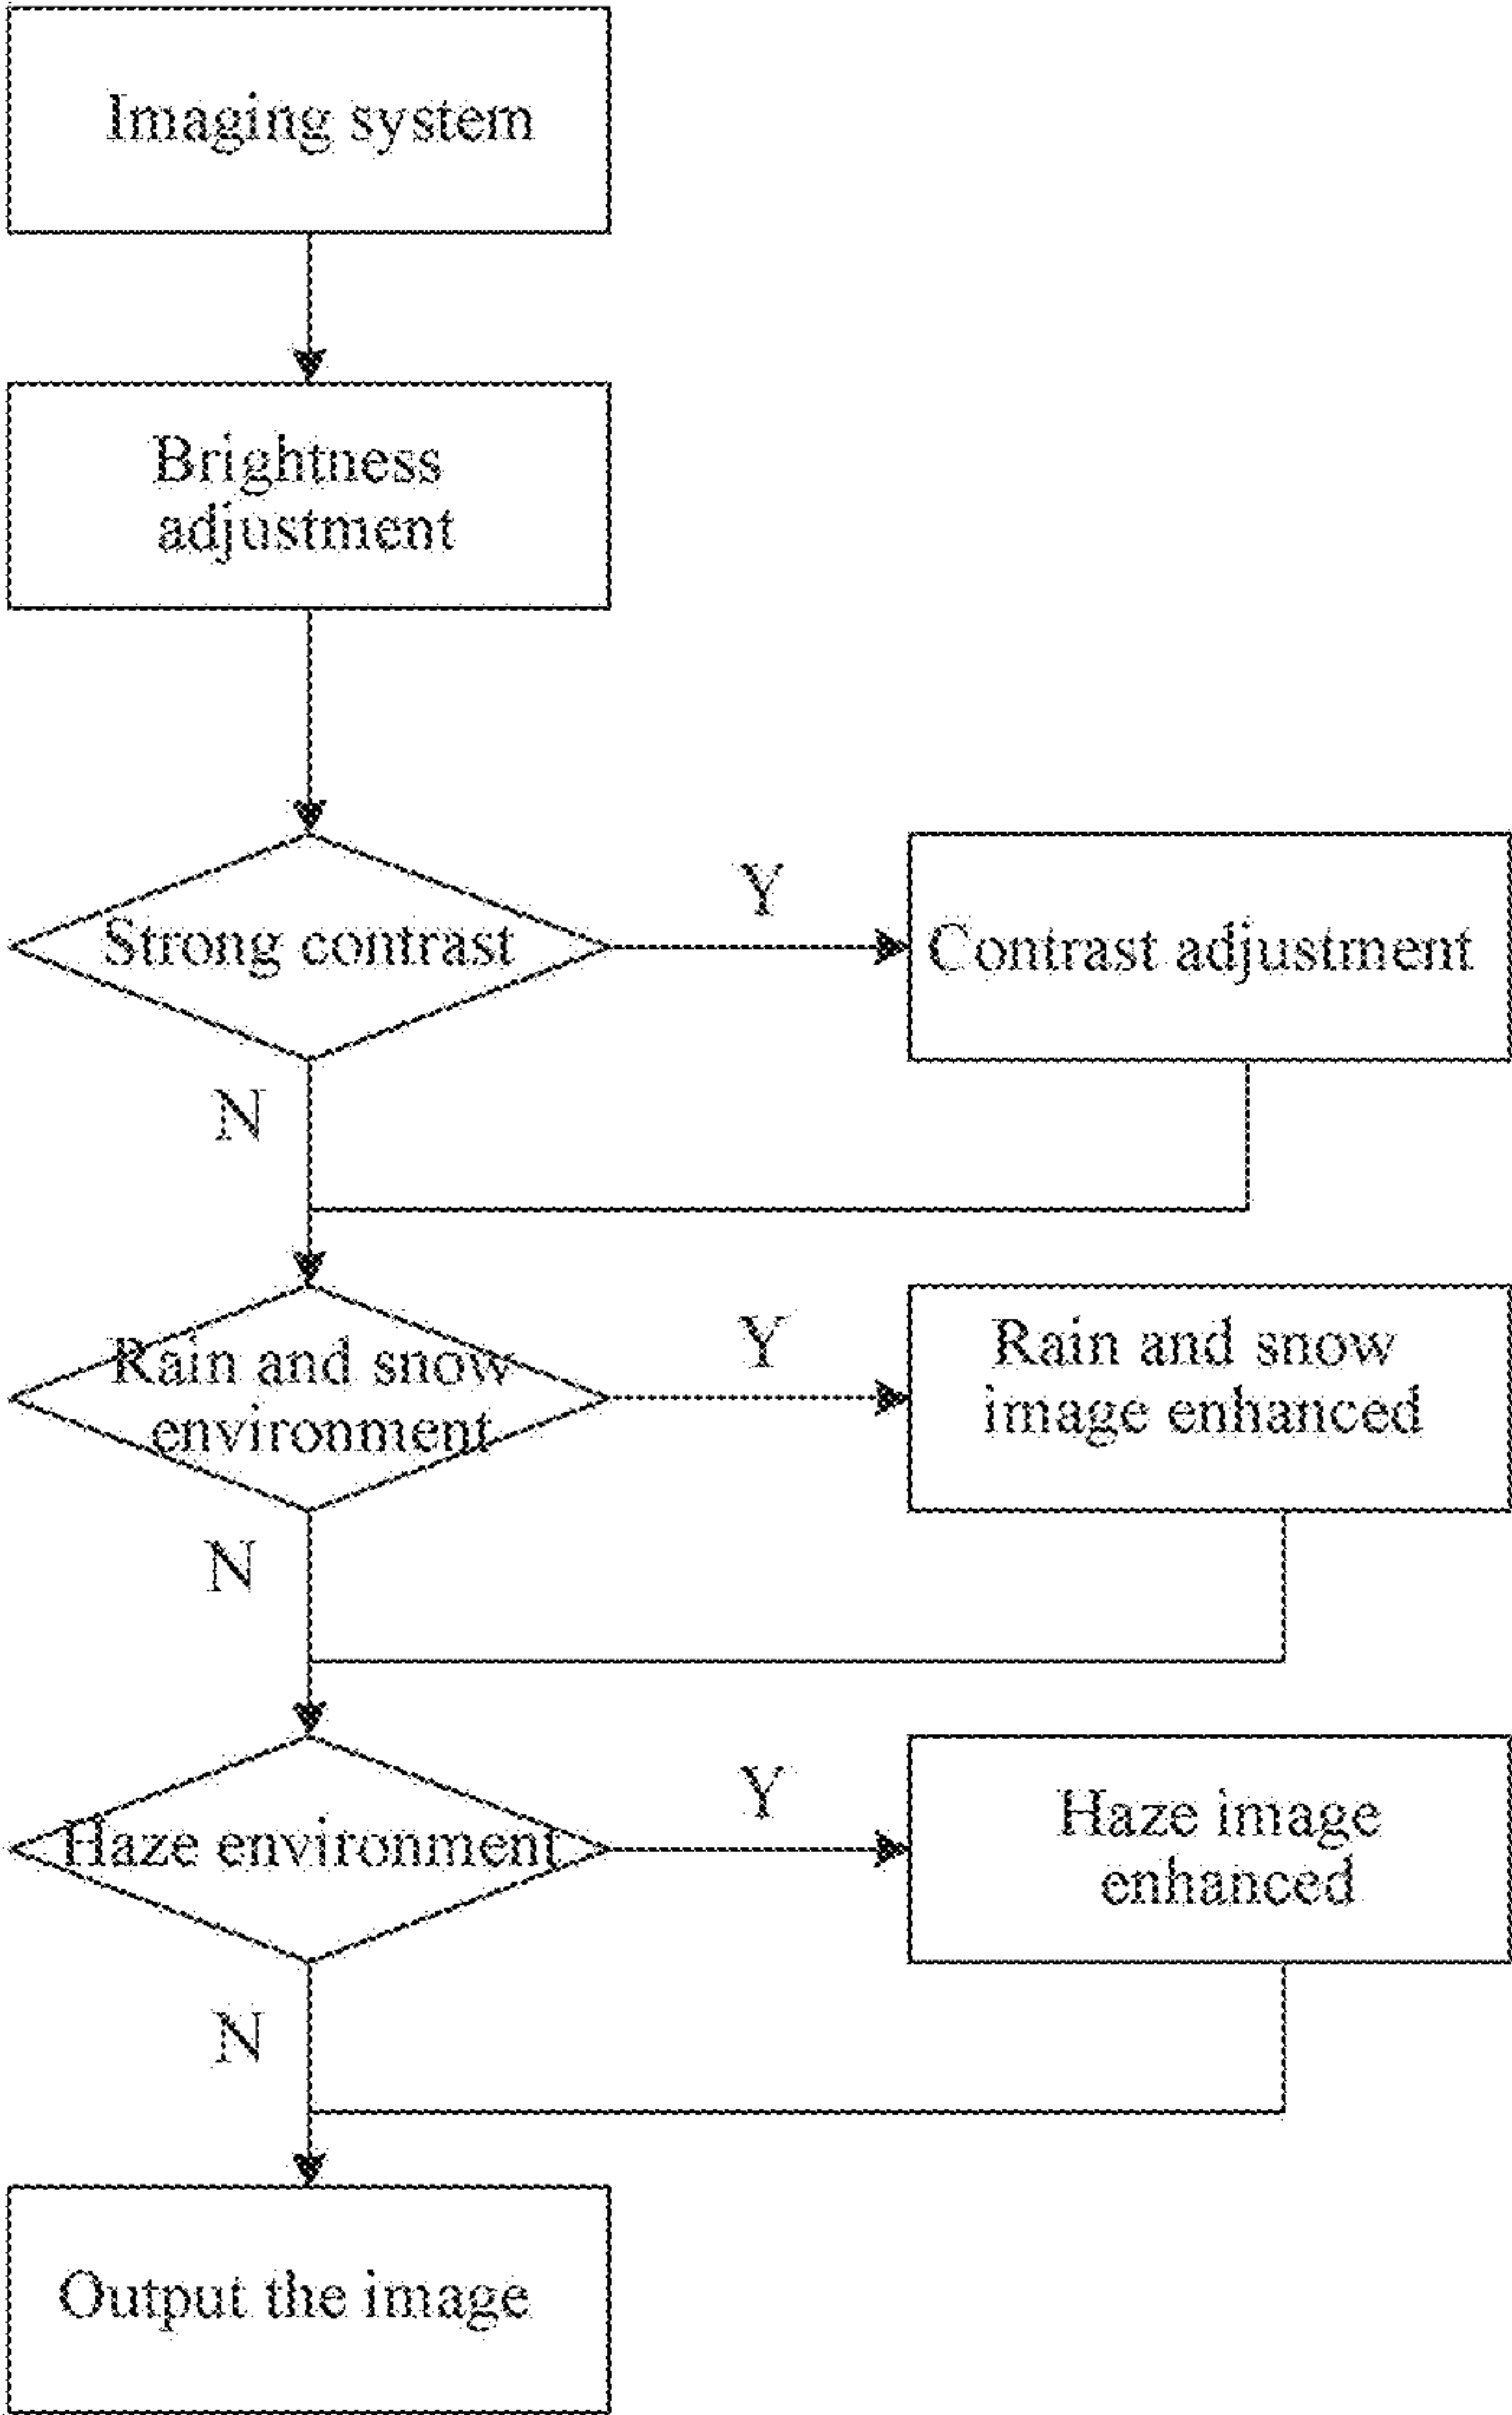 Imaging system
Brightness
adjustment
Strong contrast
Y
Contrast adjustment
N
Rain and snow
environment
Y
Rain and snow
image enhanced
N
Haze environment
Y
Haze image
enhanced
N
Output the image